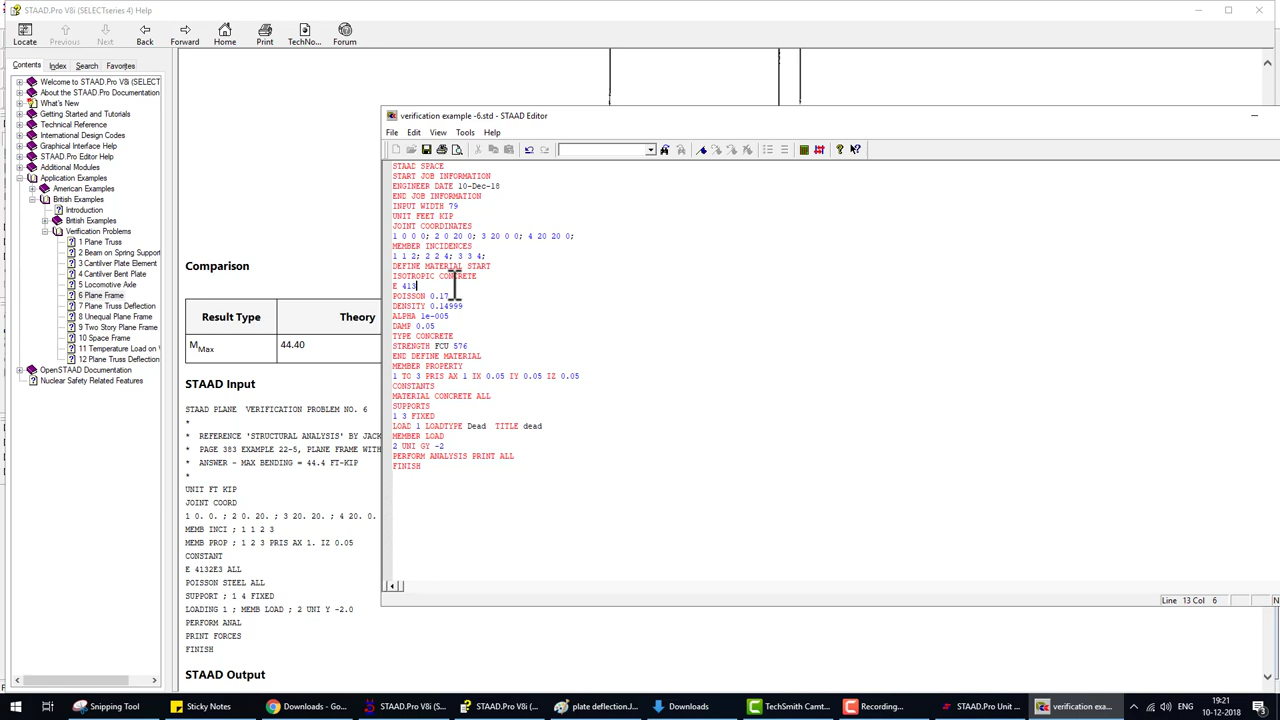 STAAD.Pro V8i (SELECTseries 4) Help
Locate Previous Next Back Forward Home Print TechNo... Forum
Contents Index Search Favorites
Welcome to STAAD.Pro V8i (SELECT
About the STAAD.Pro Documentation
What's New
Getting Started and Tutorials
Technical Reference
International Design Codes
Graphical Interface Help
STAAD.Pro Editor Help
Additional Modules
Application Examples
American Examples
British Examples
Introduction
British Examples
Verification Problems
1 Plane Truss
2 Beam on Spring Support
3 Cantilever Plate Element
4 Cantilver Bent Plate
5 Locomotive Axle
6 Plane Frame
7 Plane Truss Deflection
8 Unequal Plane Frame
9 Two Story Plane Frame
10 Space Frame
11 Temperature Load on
12 Plane Truss Deflection
OpenSTAAD Documentation
Nuclear Safety Related Features
Comparison
Result Type Theory
MMax 44.40
STAAD Input
STAAD PLANE VERIFICATION PROBLEM NO. 6
*
* REFERENCE 'STRUCTURAL ANALYSIS' BY JACK
* PAGE 383 EXAMPLE 22-5, PLANE FRAME WITH
* ANSWER - MAX BENDING = 44.4 FT-KIP
*
UNIT FT KIP
JOINT COORD
1 0. 0. ; 2 0. 20. ; 3 20. 20. ; 4 20. 0.
MEMB INCI ; 1 1 2 3
MEMB PROP ; 1 2 3 PRIS AX 1. IZ 0.05
CONSTANT
E 4132E3 ALL
POISSON STEEL ALL
SUPPORT ; 1 4 FIXED
LOADING 1 ; MEMB LOAD ; 2 UNI Y -2.0
PERFORM ANAL
PRINT FORCES
FINISH
STAAD Output
verification example -6.std - STAAD Editor
File Edit View Tools Help
STAAD SPACE
START JOB INFORMATION
ENGINEER DATE 10-Dec-18
END JOB INFORMATION
INPUT WIDTH 79
UNIT FEET KIP
JOINT COORDINATES
1 0 0 0; 2 0 20 0; 3 20 0 0; 4 20 20 0;
MEMBER INCIDENCES
1 1 2; 2 2 4; 3 3 4;
DEFINE MATERIAL START
ISOTROPIC CONCRETE
E 413
POISSON 0.17
DENSITY 0.14999
ALPHA 1e-005
DAMP 0.05
TYPE CONCRETE
STRENGTH FCU 576
END DEFINE MATERIAL
MEMBER PROPERTY
1 TO 3 PRIS AX 1 IX 0.05 IY 0.05 IZ 0.05
CONSTANTS
MATERIAL CONCRETE ALL
SUPPORTS
1 3 FIXED
LOAD 1 LOADTYPE Dead TITLE dead
MEMBER LOAD
2 UNI GY -2
PERFORM ANALYSIS PRINT ALL
FINISH
Line 13 Col 6
Snipping Tool Sticky Notes Downloads - Go... STAAD.Pro V8i (S... STAAD.Pro V8i (... plate deflection.J... Downloads TechSmith Camt... Recording... STAAD.Pro Unit ... verification exa...
19:21
10-12-2018